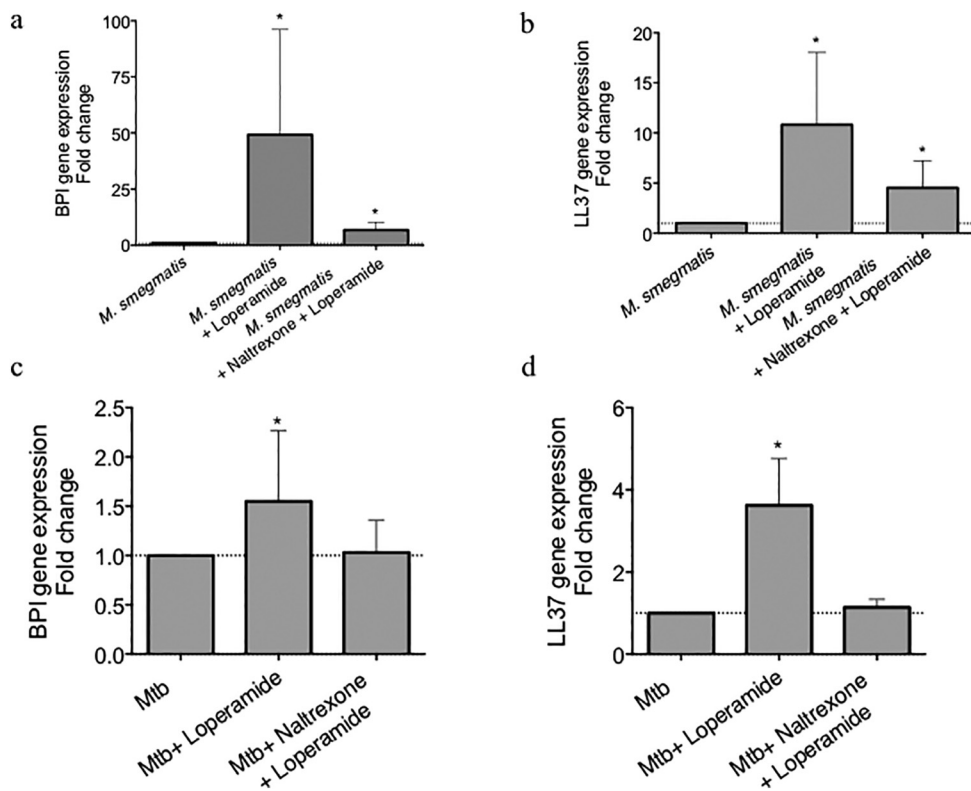 a
BPI gene expression
Fold change
100
75
50
25
0
*
*
M. smegmatis
M. smegmatis
+ Loperamide
M. smegmatis
+ Naltrexone + Loperamide
b
LL37 gene expression
Fold change
20
15
10
5
0
*
*
M. smegmatis
M. smegmatis
+ Loperamide
M. smegmatis
+ Naltrexone + Loperamide
c
BPI gene expression
Fold change
2.5
2.0
1.5
1.0
0.5
0.0
*
Mtb
Mtb+ Loperamide
Mtb+ Naltrexone
+ Loperamide
d
LL37 gene expression
Fold change
6
4
2
0
*
Mtb
Mtb+ Loperamide
Mtb+ Naltrexone
+ Loperamide